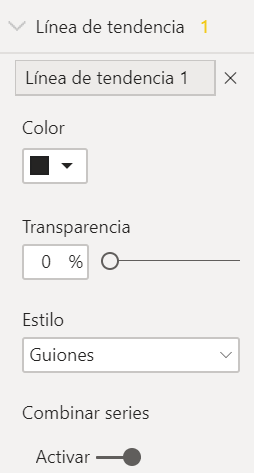 Línea de tendencia 1
Línea de tendencia 1
Color
Transparencia
0 %
Estilo
Guiones
Combinar series
Activar